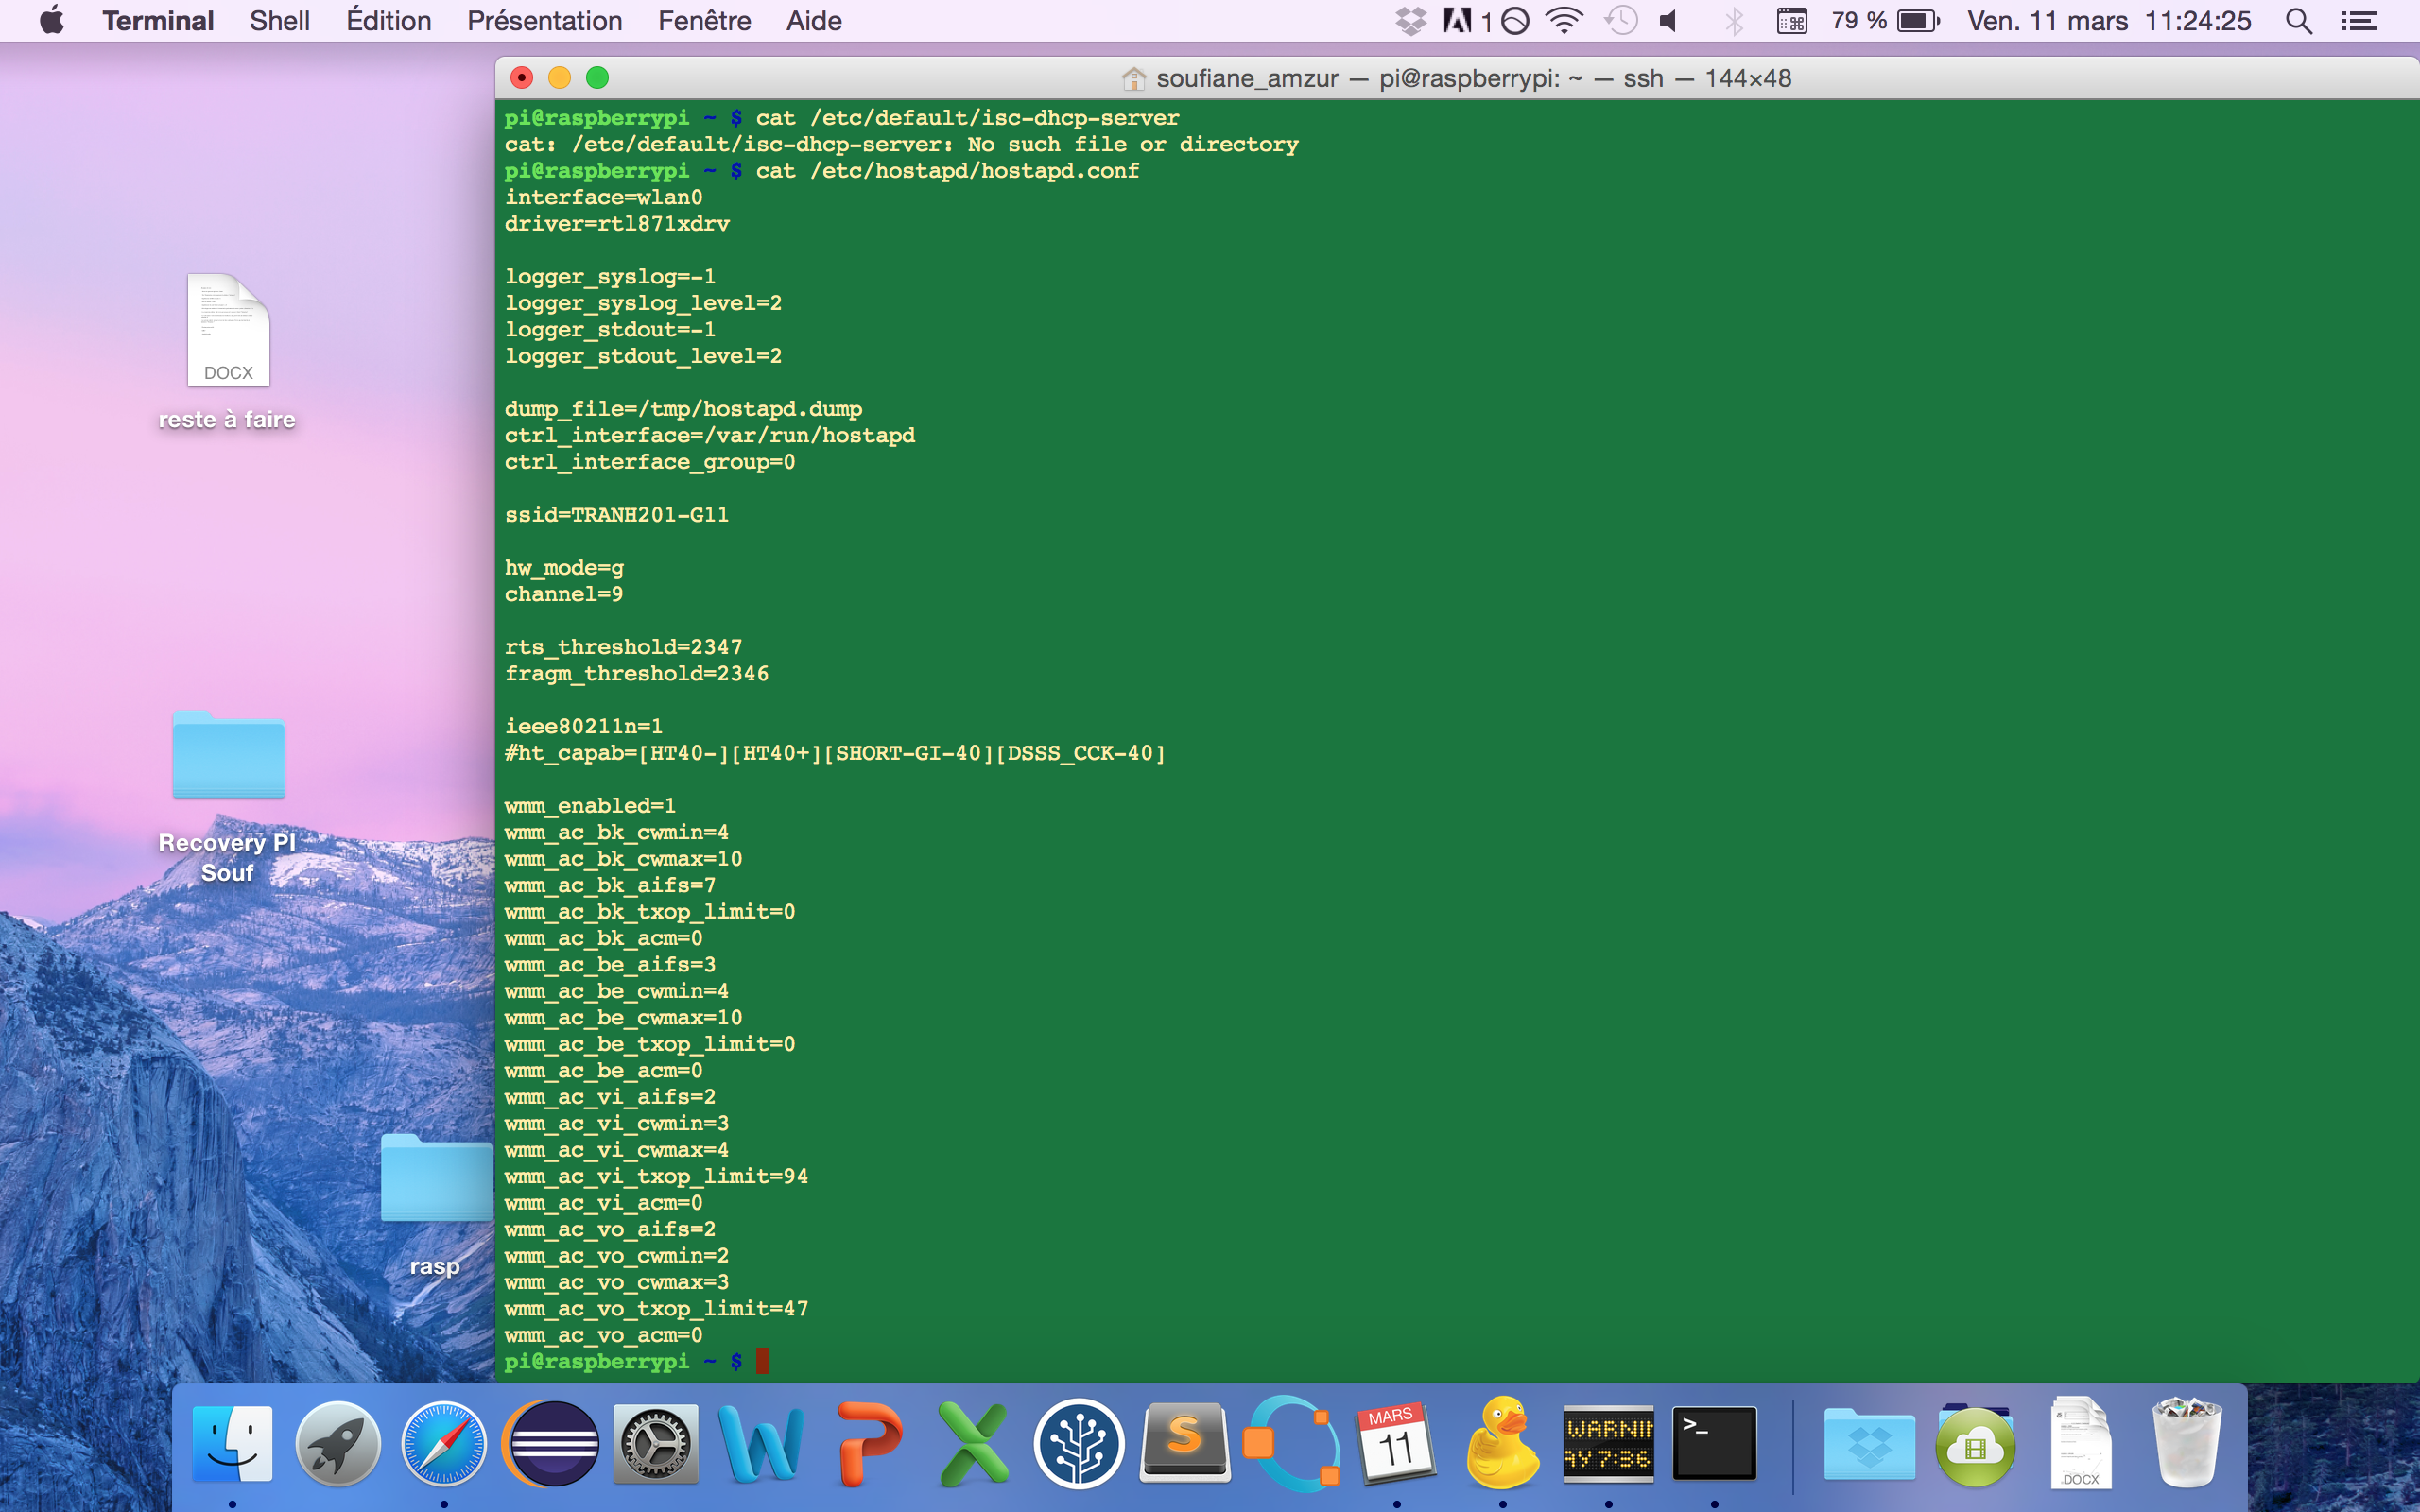 Terminal Shell Édition Présentation Fenêtre Aide 1 79 % Ven. 11 mars 11:24:25
soufiane_amzur — pi@raspberrypi: ~ — ssh — 144×48
pi@raspberrypi ~ $ cat /etc/default/isc-dhcp-server
cat: /etc/default/isc-dhcp-server: No such file or directory
pi@raspberrypi ~ $ cat /etc/hostapd/hostapd.conf
interface=wlan0
driver=rtl871xdrv
logger_syslog=-1
logger_syslog_level=2
logger_stdout=-1
logger_stdout_level=2
dump_file=/tmp/hostapd.dump
ctrl_interface=/var/run/hostapd
ctrl_interface_group=0
ssid=TRANH201-G11
hw_mode=g
channel=9
rts_threshold=2347
fragm_threshold=2346
ieee80211n=1
#ht_capab=[HT40-][HT40+][SHORT-GI-40][DSSS_CCK-40]
wmm_enabled=1
wmm_ac_bk_cwmin=4
wmm_ac_bk_cwmax=10
wmm_ac_bk_aifs=7
wmm_ac_bk_txop_limit=0
wmm_ac_bk_acm=0
wmm_ac_be_aifs=3
wmm_ac_be_cwmin=4
wmm_ac_be_cwmax=10
wmm_ac_be_txop_limit=0
wmm_ac_be_acm=0
wmm_ac_vi_aifs=2
wmm_ac_vi_cwmin=3
wmm_ac_vi_cwmax=4
wmm_ac_vi_txop_limit=94
wmm_ac_vi_acm=0
wmm_ac_vo_aifs=2
wmm_ac_vo_cwmin=2
wmm_ac_vo_cwmax=3
wmm_ac_vo_txop_limit=47
wmm_ac_vo_acm=0
pi@raspberrypi ~ $
DOCX
reste à faire
Recovery PI
Souf
rasp
MARS
11
WARNIN
AY 7:36
>_
DOCX